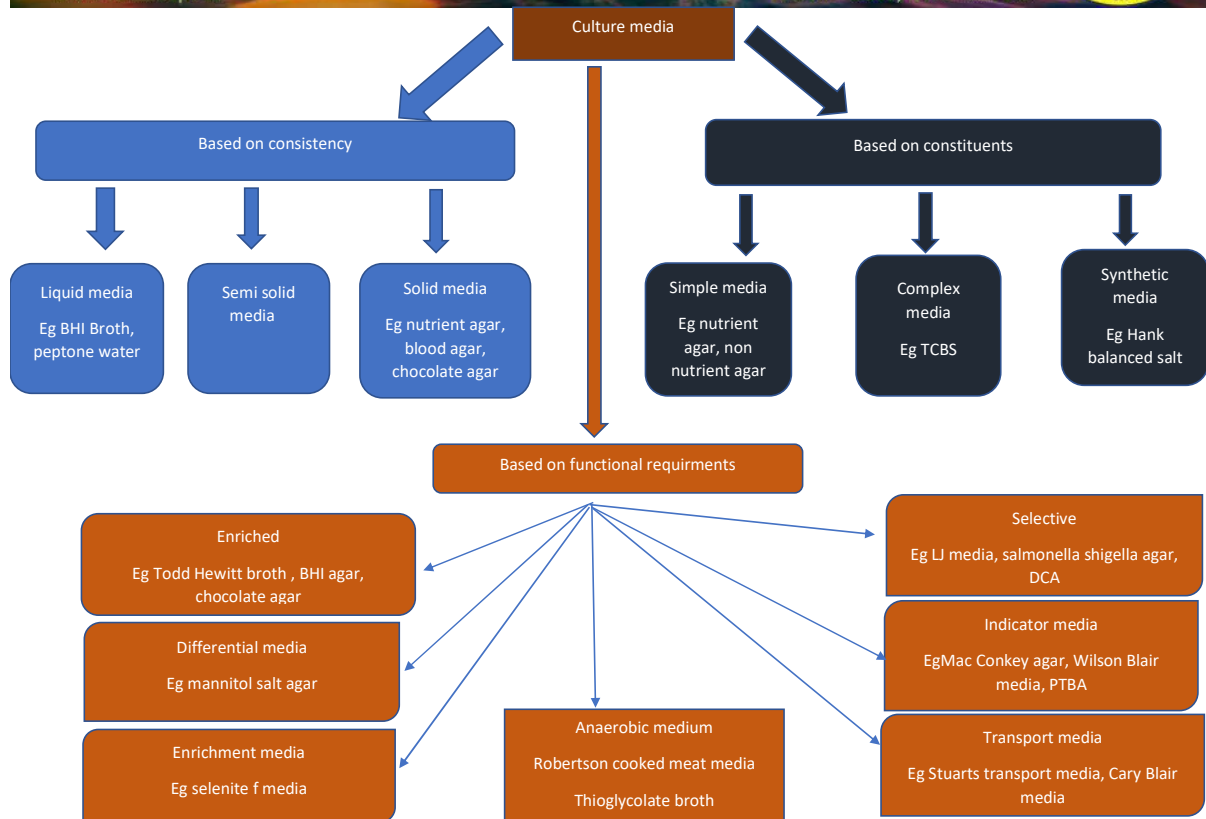 Culture media
Based on consistency
Based on constituents
Liquid media
Eg BHI Broth,
peptone water
Semi solid
media
Solid media
Eg nutrient agar,
blood agar,
chocolate agar
Simple media
Eg nutrient
agar, non
nutrient agar
Complex
media
Eg TCBS
Synthetic
media
Eg Hank
balanced salt
Based on functional requirments
Enriched
Eg Todd Hewitt broth , BHI agar,
chocolate agar
Differential media
Eg mannitol salt agar
Enrichment media
Eg selenite f media
Anaerobic medium
Robertson cooked meat media
Thioglycolate broth
Selective
Eg LJ media, salmonella shigella agar,
DCA
Indicator media
EgMac Conkey agar, Wilson Blair
media, PTBA
Transport media
Eg Stuarts transport media, Cary Blair
media